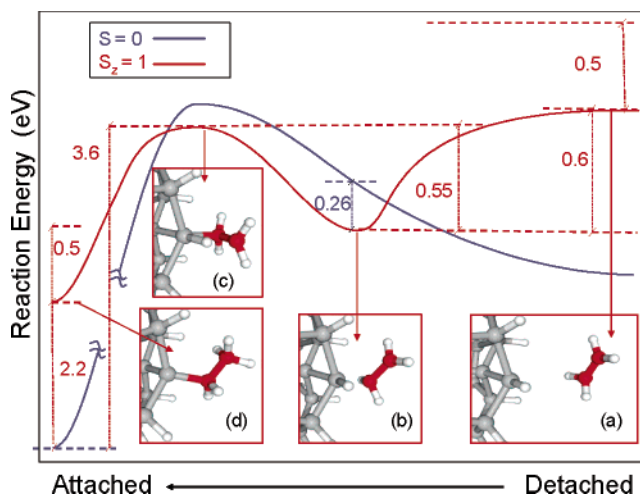 S = 0
S_z = 1
0.5
3.6
0.6
0.55
0.26
0.5
2.2
(c)
(d)
(b)
(a)
Reaction Energy (eV)
Attached
Detached